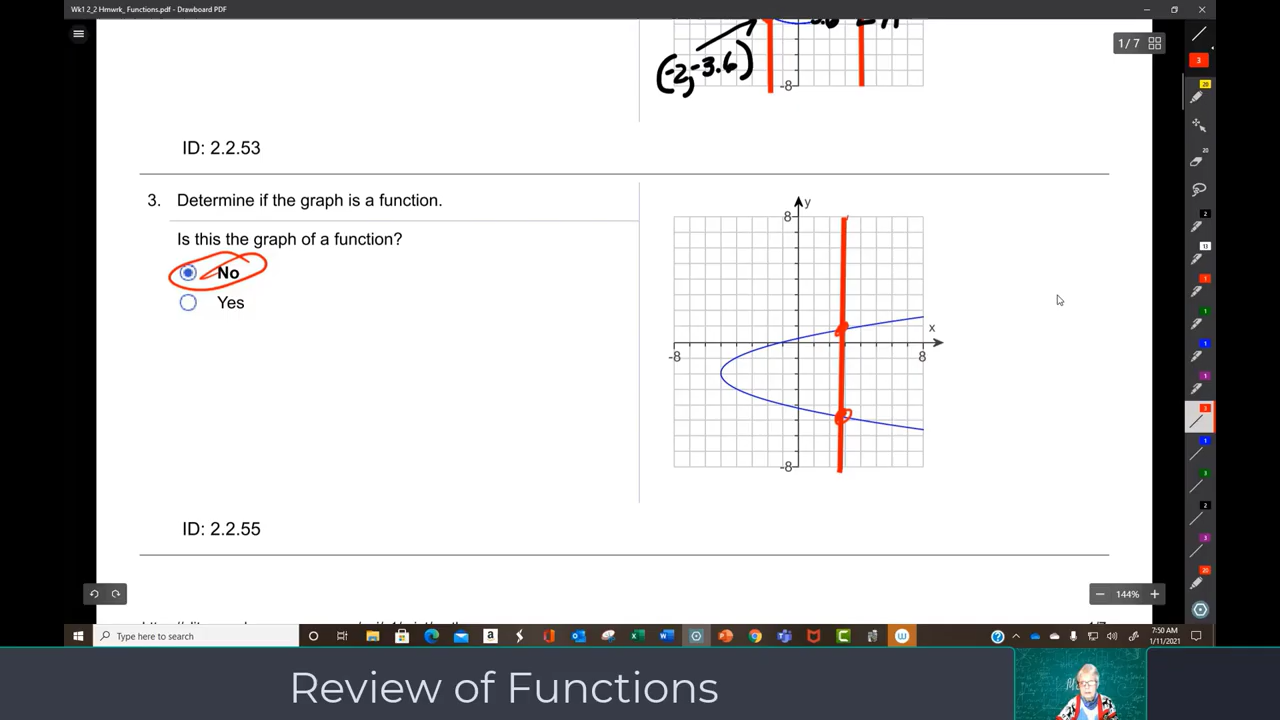 Wk1 2_2 Hmwrk_ Functions.pdf - Drawboard PDF
1/7
(-2,-3.6)
-8
ID: 2.2.53
3. Determine if the graph is a function.
Is this the graph of a function?
No
Yes
8
y
x
-8
8
-8
ID: 2.2.55
144%
Type here to search
7:50 AM
1/11/2021
Review of Functions